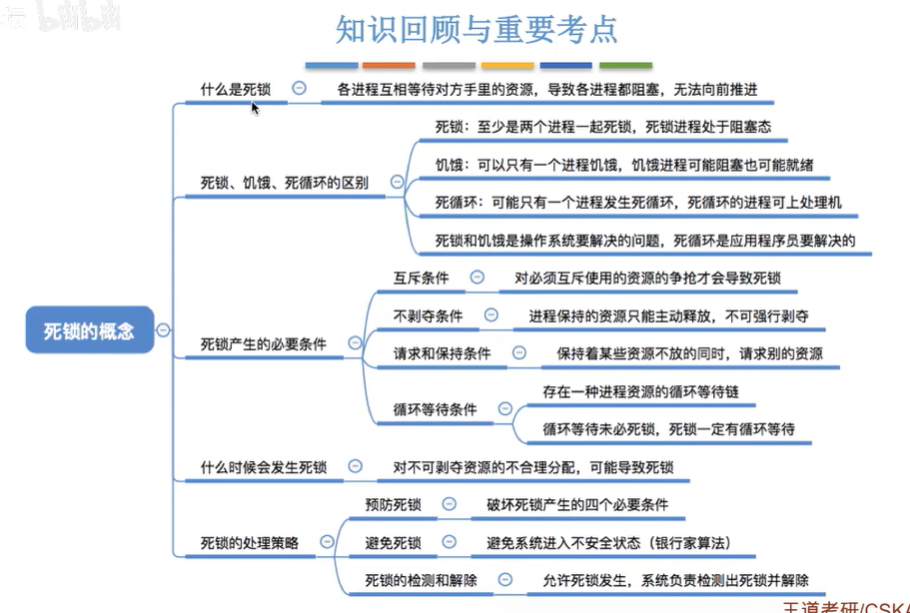 bilibili
知识回顾与重要考点
什么是死锁
各进程互相等待对方手里的资源，导致各进程都阻塞，无法向前推进
死锁、饥饿、死循环的区别
死锁：至少是两个进程一起死锁，死锁进程处于阻塞态
饥饿：可以只有一个进程饥饿，饥饿进程可能阻塞也可能就绪
死循环：可能只有一个进程发生死循环，死循环的进程可上处理机
死锁和饥饿是操作系统要解决的问题，死循环是应用程序员要解决的
死锁的概念
死锁产生的必要条件
互斥条件
对必须互斥使用的资源的争抢才会导致死锁
不剥夺条件
进程保持的资源只能主动释放，不可强行剥夺
请求和保持条件
保持着某些资源不放的同时，请求别的资源
循环等待条件
存在一种进程资源的循环等待链
循环等待未必死锁，死锁一定有循环等待
什么时候会发生死锁
对不可剥夺资源的不合理分配，可能导致死锁
死锁的处理策略
预防死锁
破坏死锁产生的四个必要条件
避免死锁
避免系统进入不安全状态（银行家算法）
死锁的检测和解除
允许死锁发生，系统负责检测出死锁并解除
王道考研/CSKA